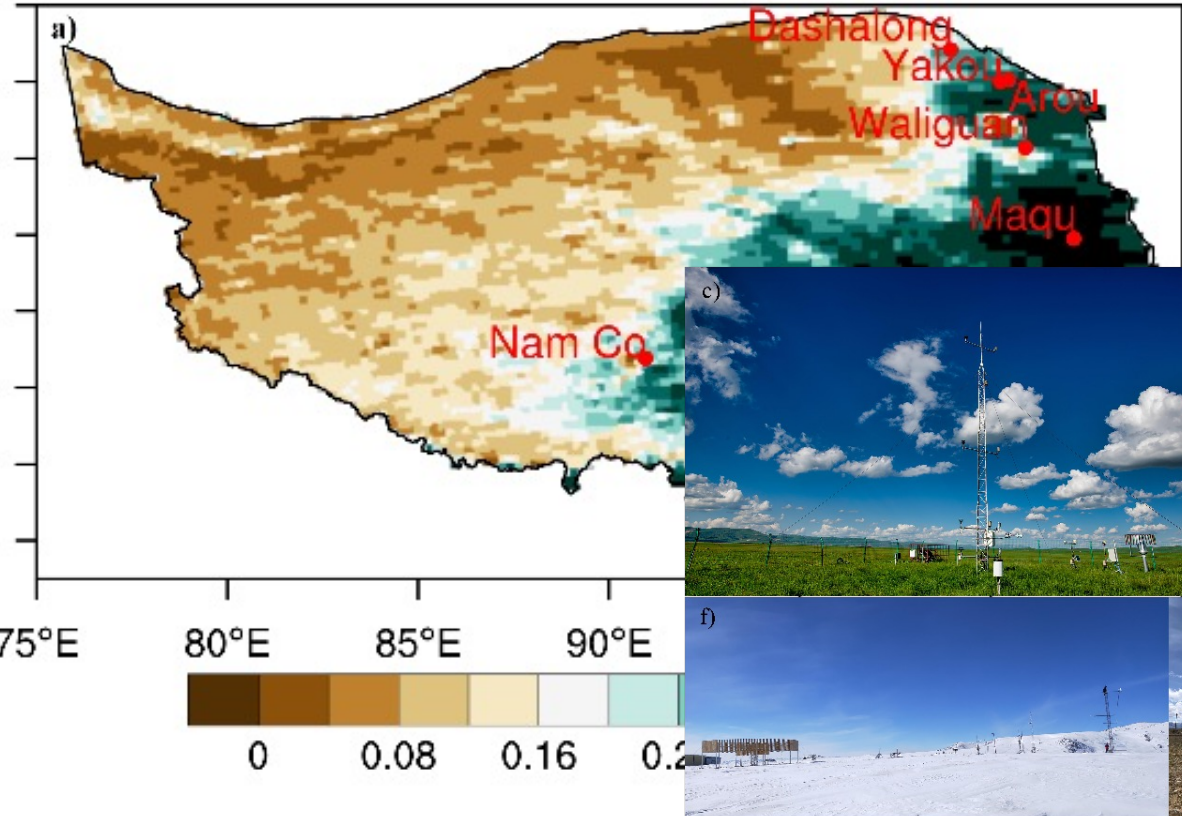 a)
Dashalong
Yakou
Arou
Waliguan
Maqu
c)
Nam Co
f)
75°E 80°E 85°E 90°E
0 0.08 0.16